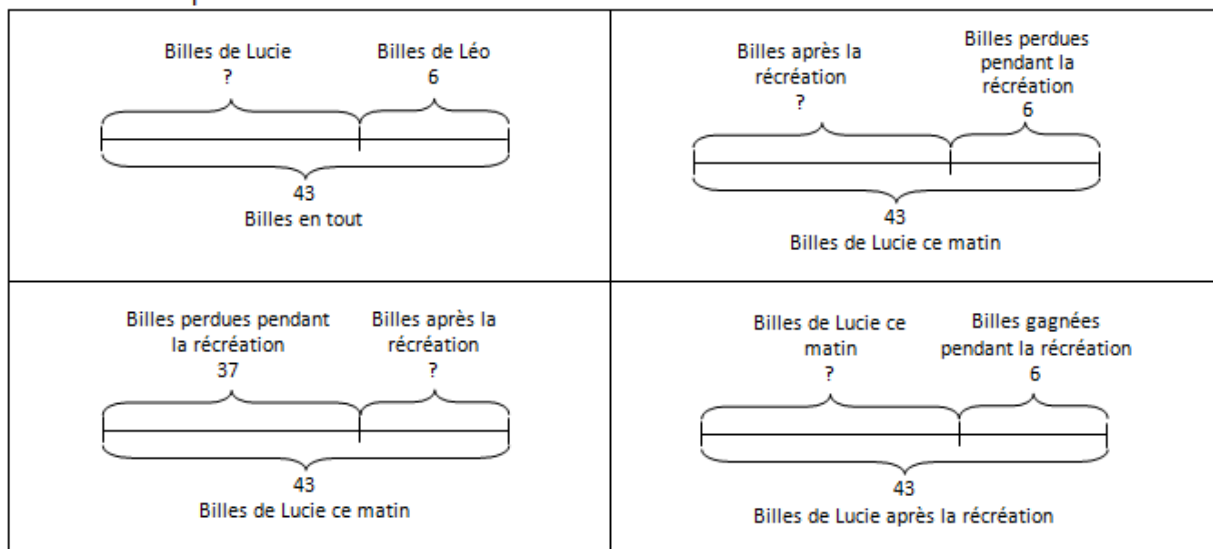 Billes de Lucie
?
Billes de Léo
6
43
Billes en tout
Billes après la
récréation
?
Billes perdues
pendant la
récréation
6
43
Billes de Lucie ce matin
Billes perdues pendant
la récréation
37
Billes après la
récréation
?
43
Billes de Lucie ce matin
Billes de Lucie ce
matin
?
Billes gagnées
pendant la récréation
6
43
Billes de Lucie après la récréation